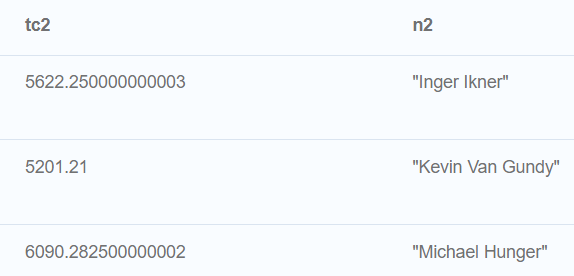 tc2 n2
5622.250000000003 "Inger Ikner"
5201.21 "Kevin Van Gundy"
6090.282500000002 "Michael Hunger"